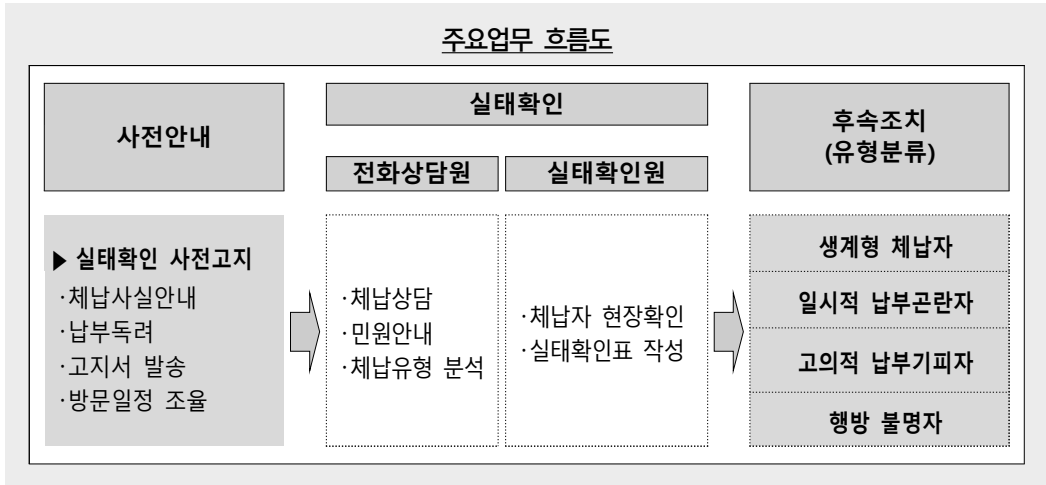 주요업무 흐름도
사전안내
실태확인
전화상담원
실태확인원
후속조치
(유형분류)
▶ 실태확인 사전고지
·체납사실안내
·납부독려
·고지서 발송
·방문일정 조율
·체납상담
·민원안내
·체납유형 분석
·체납자 현장확인
·실태확인표 작성
생계형 체납자
일시적 납부곤란자
고의적 납부기피자
행방 불명자